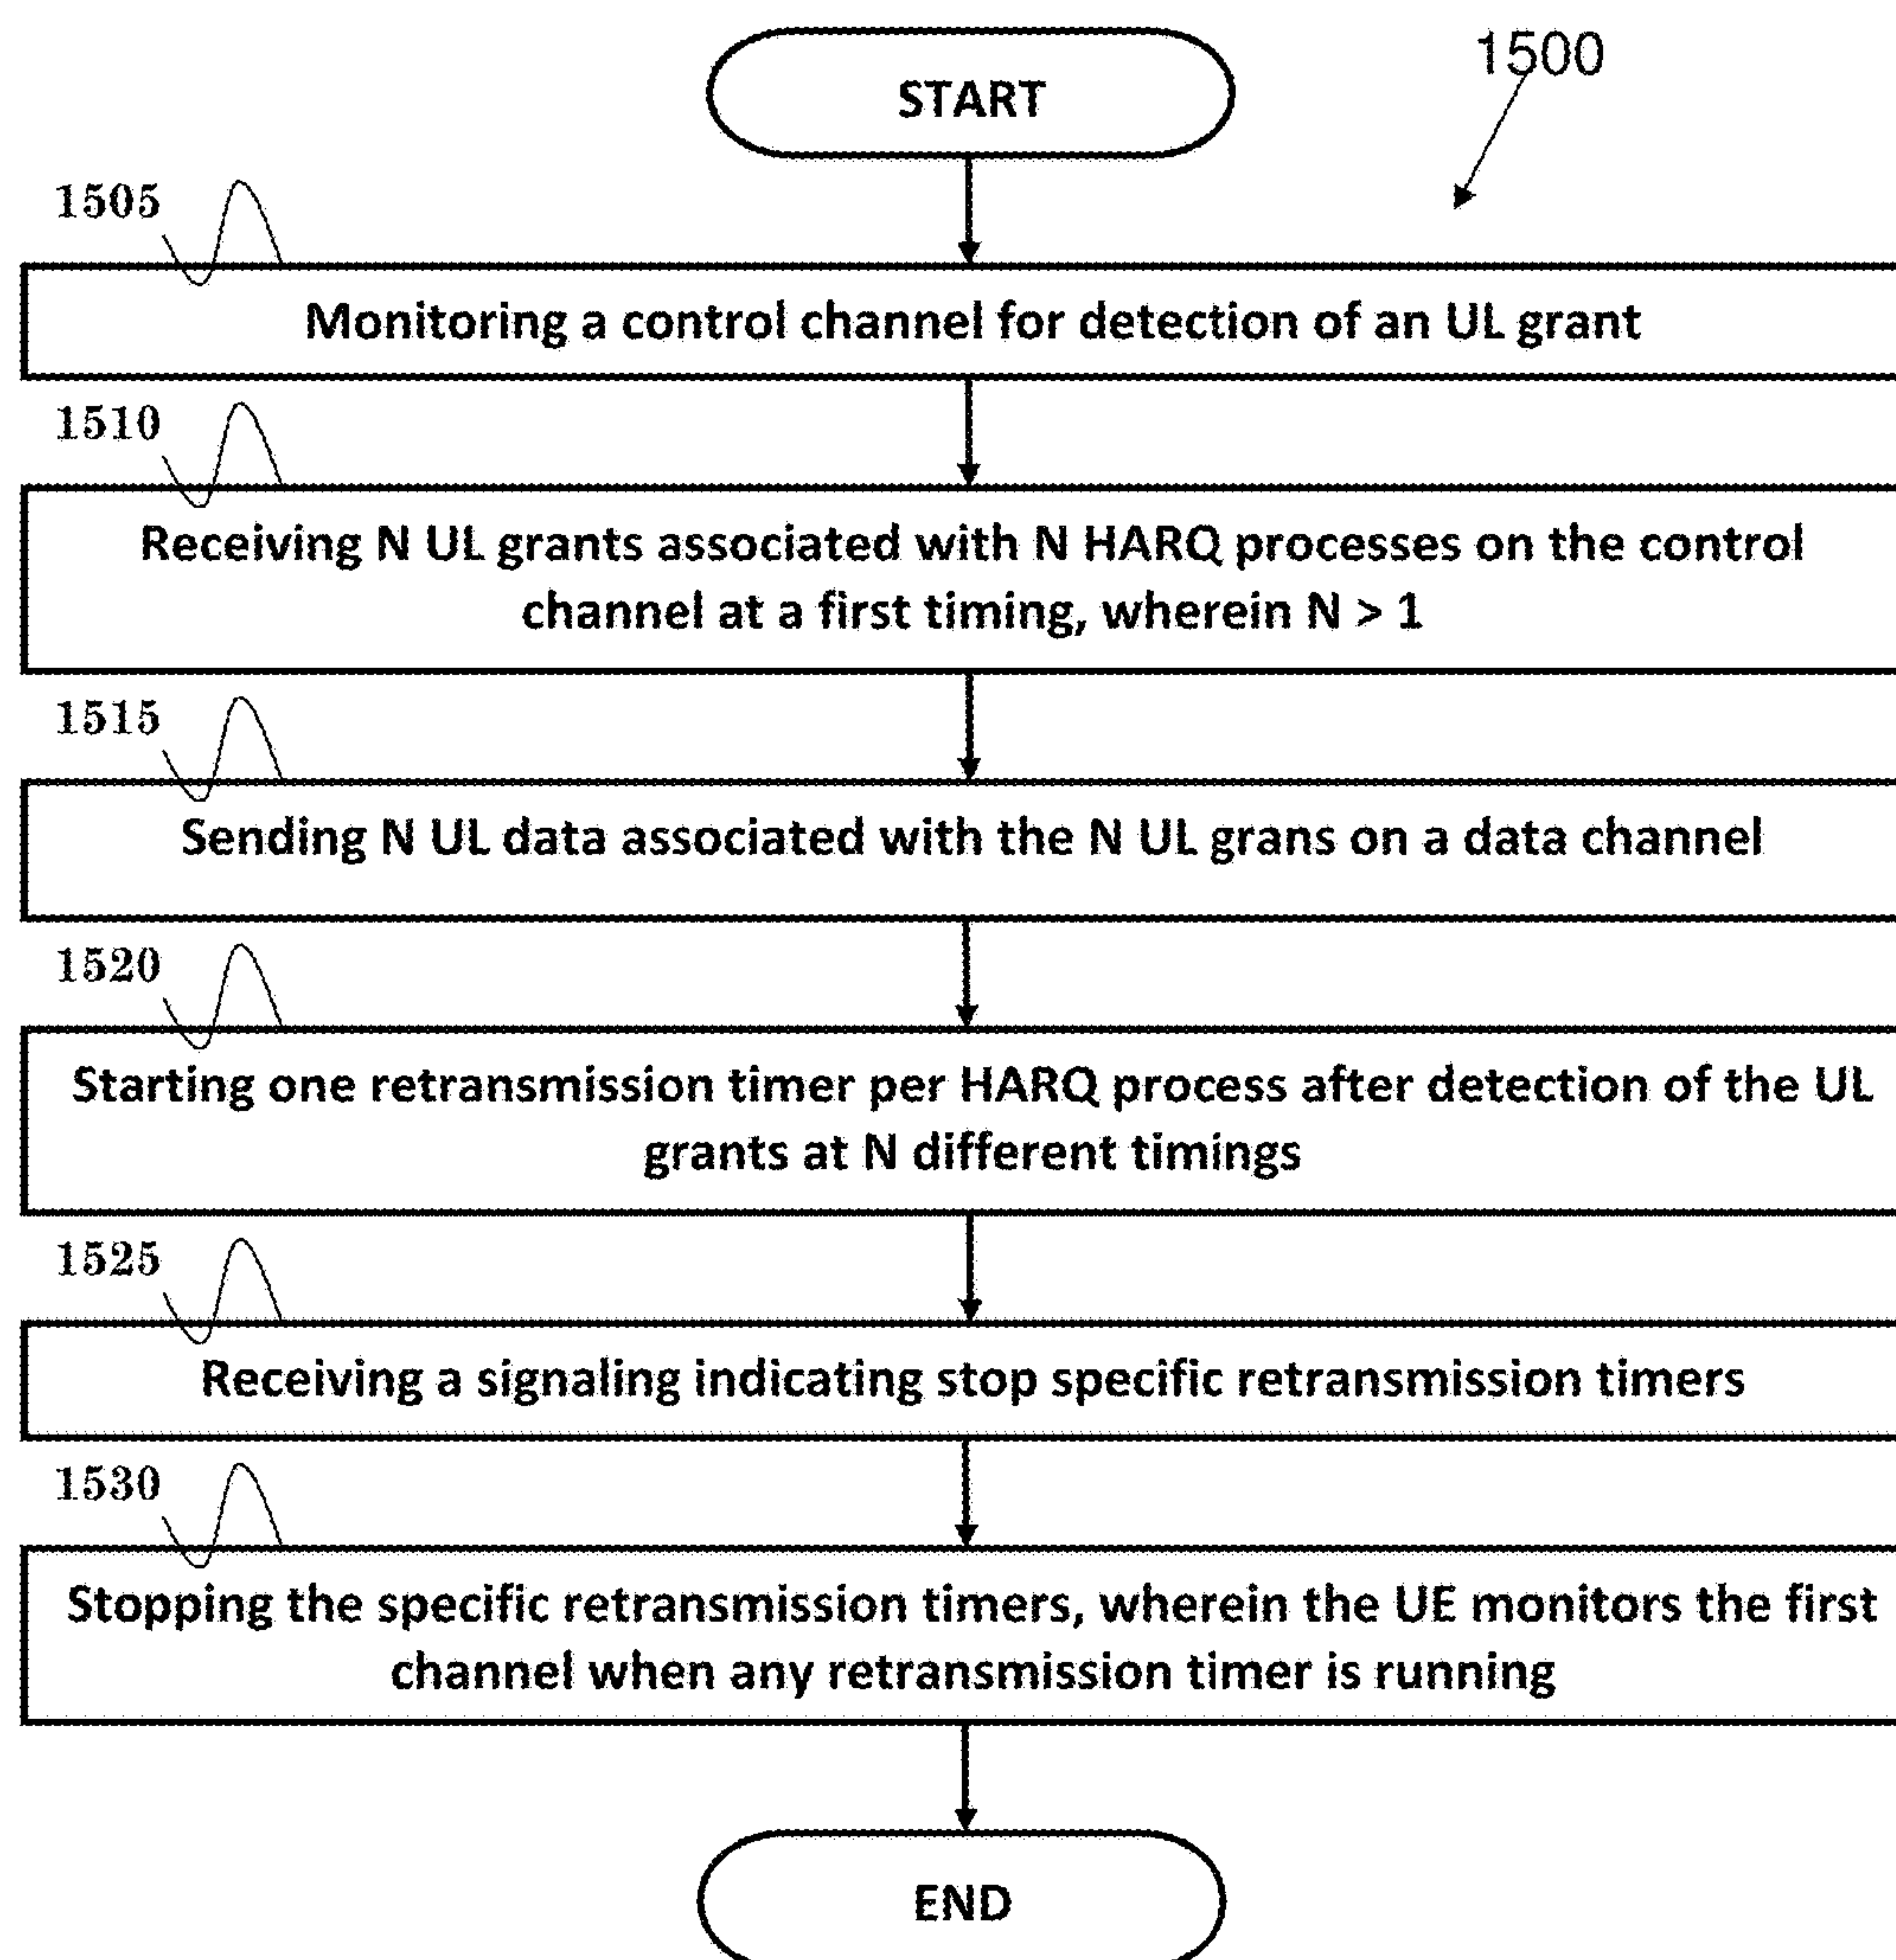 START
1500
1505
Monitoring a control channel for detection of an UL grant
1510
Receiving N UL grants associated with N HARQ processes on the control
channel at a first timing, wherein N > 1
1515
Sending N UL data associated with the N UL grans on a data channel
1520
Starting one retransmission timer per HARQ process after detection of the UL
grants at N different timings
1525
Receiving a signaling indicating stop specific retransmission timers
1530
Stopping the specific retransmission timers, wherein the UE monitors the first
channel when any retransmission timer is running
END